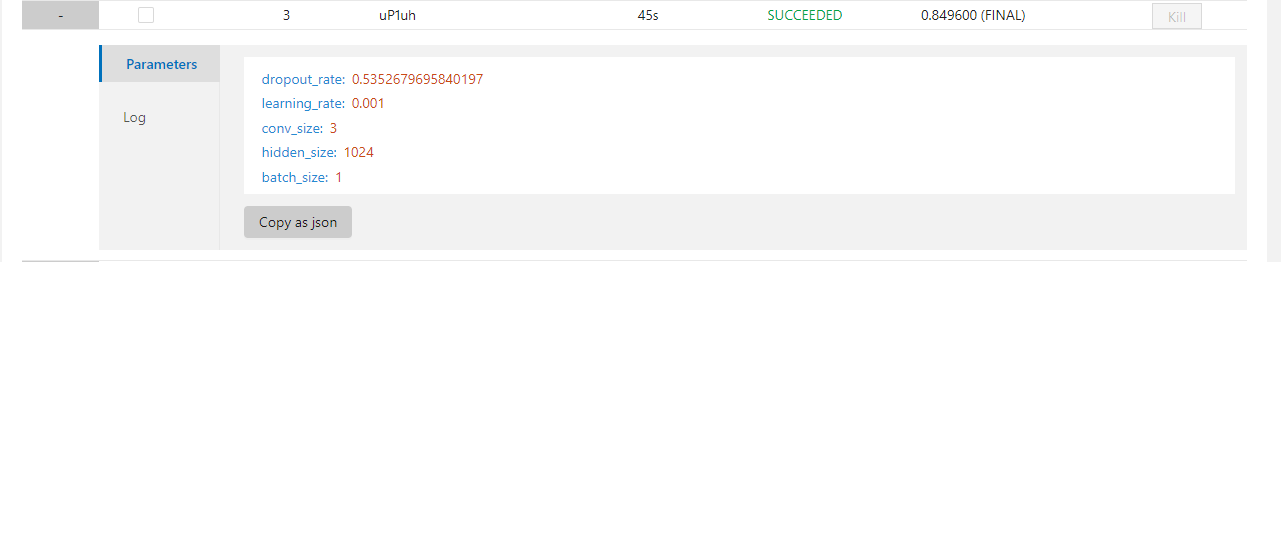 - 3 uP1uh 45s SUCCEEDED 0.849600 (FINAL) Kill
Parameters
Log
dropout_rate: 0.5352679695840197
learning_rate: 0.001
conv_size: 3
hidden_size: 1024
batch_size: 1
Copy as json